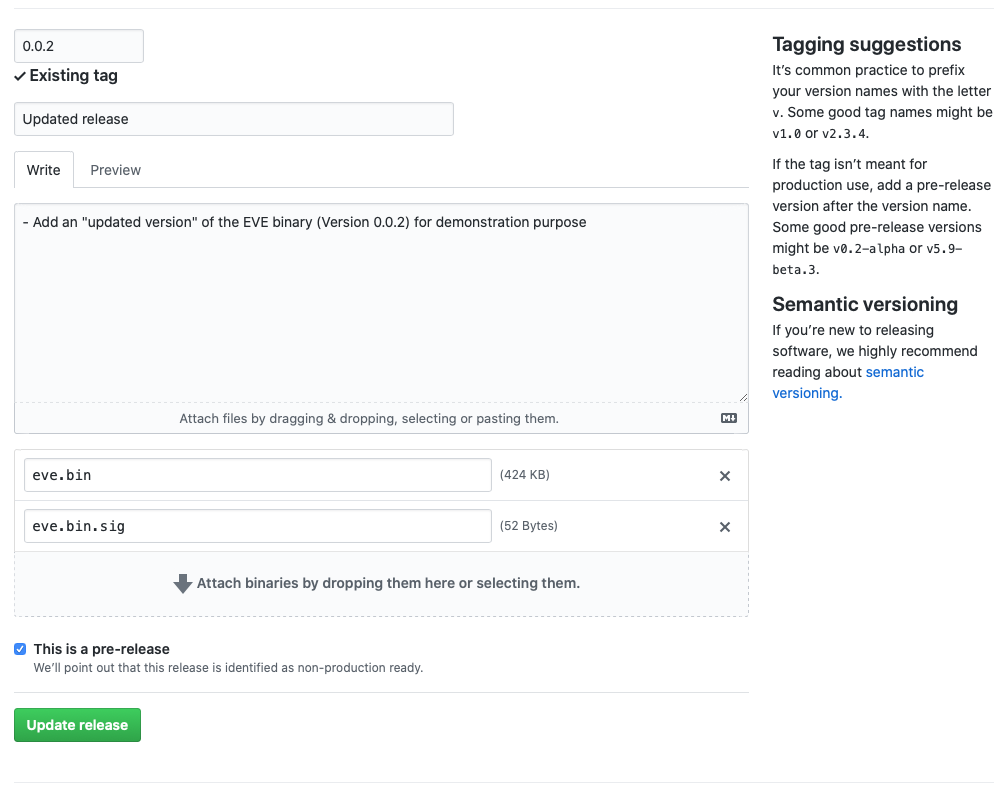 0.0.2
Existing tag
Updated release
Write
Preview
- Add an "updated version" of the EVE binary (Version 0.0.2) for demonstration purpose
Attach files by dragging & dropping, selecting or pasting them.
eve.bin
(424 KB)
eve.bin.sig
(52 Bytes)
Attach binaries by dropping them here or selecting them.
This is a pre-release
We’ll point out that this release is identified as non-production ready.
Update release
Tagging suggestions
It’s common practice to prefix
your version names with the letter
v. Some good tag names might be
v1.0 or v2.3.4.
If the tag isn’t meant for
production use, add a pre-release
version after the version name.
Some good pre-release versions
might be v0.2-alpha or v5.9-
beta.3.
Semantic versioning
If you’re new to releasing
software, we highly recommend
reading about semantic
versioning.